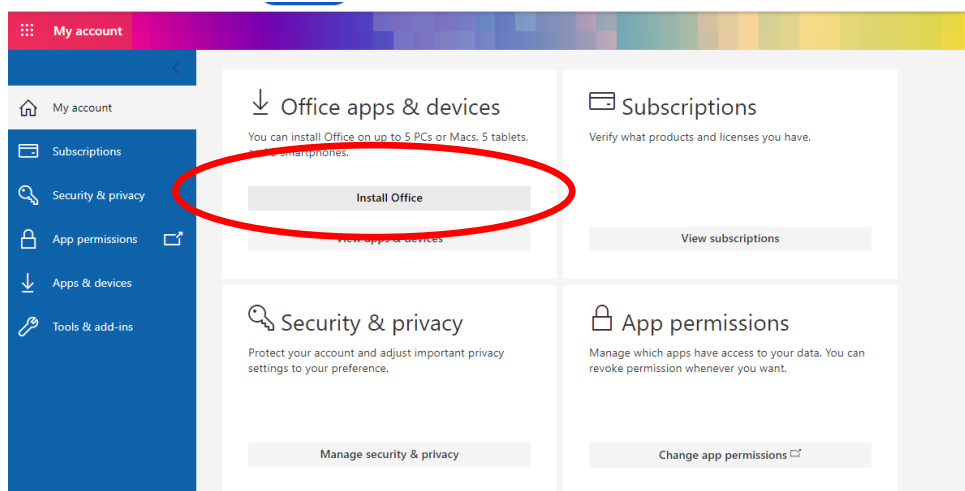 My account
My account
Subscriptions
Security & privacy
App permissions
Apps & devices
Tools & add-ins
Office apps & devices
You can install Office on up to 5 PCs or Macs, 5 tablets,
smartphones.
Install Office
View apps & devices
Subscriptions
Verify what products and licenses you have.
View subscriptions
Security & privacy
Protect your account and adjust important privacy
settings to your preference.
Manage security & privacy
App permissions
Manage which apps have access to your data. You can
revoke permission whenever you want.
Change app permissions